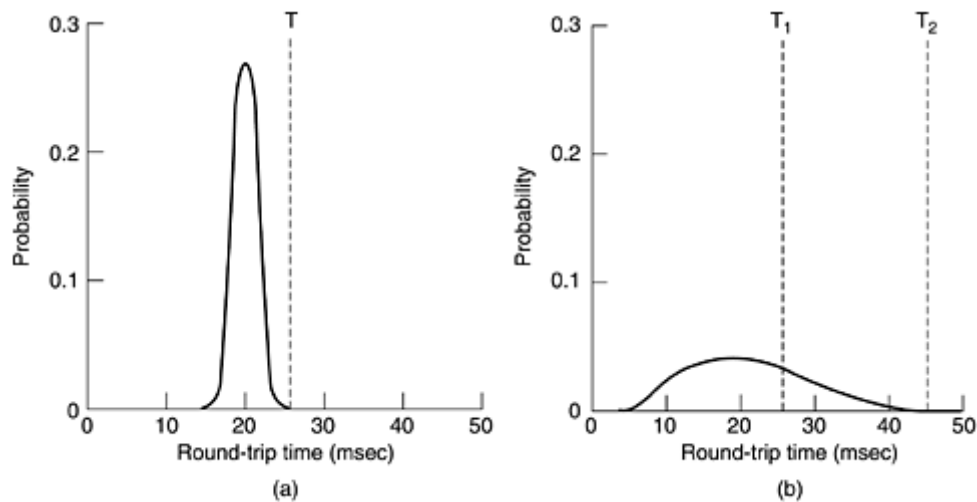 T
0.3
0.2
0.1
0
Probability
0 10 20 30 40 50
Round-trip time (msec)
(a)
T1 T2
0.3
0.2
0.1
0
Probability
0 10 20 30 40 50
Round-trip time (msec)
(b)